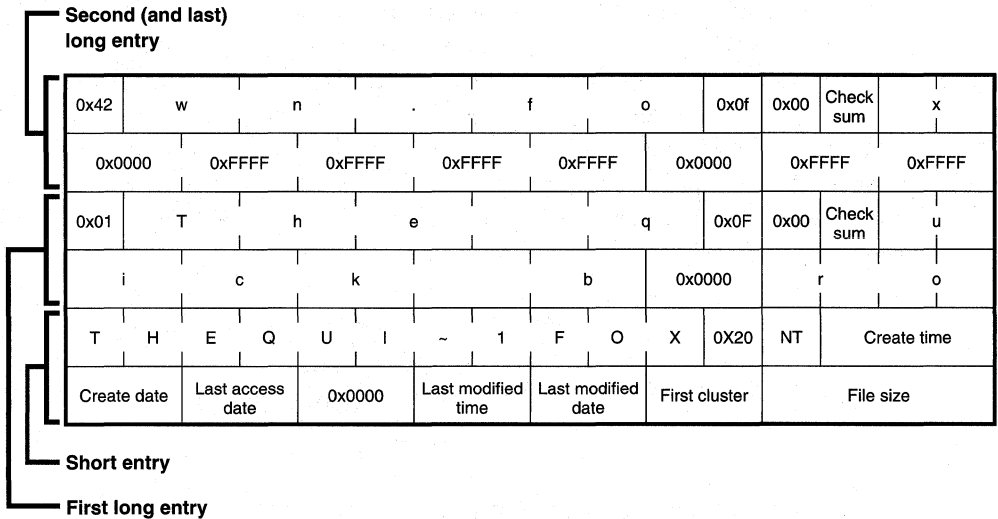 Second (and last)
long entry
0x42 w n . f o 0x0f 0x00 Check sum x
0x0000 0xFFFF 0xFFFF 0xFFFF 0xFFFF 0x0000 0xFFFF 0xFFFF
0x01 T h e q 0x0F 0x00 Check sum u
i c k b 0x0000 r o
T H E Q U I ~ 1 F O X 0X20 NT Create time
Create date Last access date 0x0000 Last modified time Last modified date First cluster File size
Short entry
First long entry